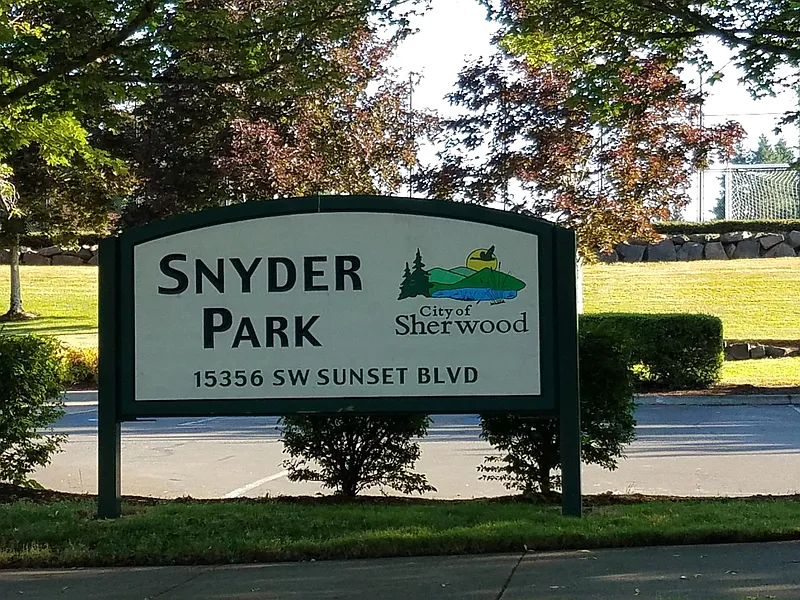 SNYDER
PARK
City of
Sherwood
15356 SW SUNSET BLVD